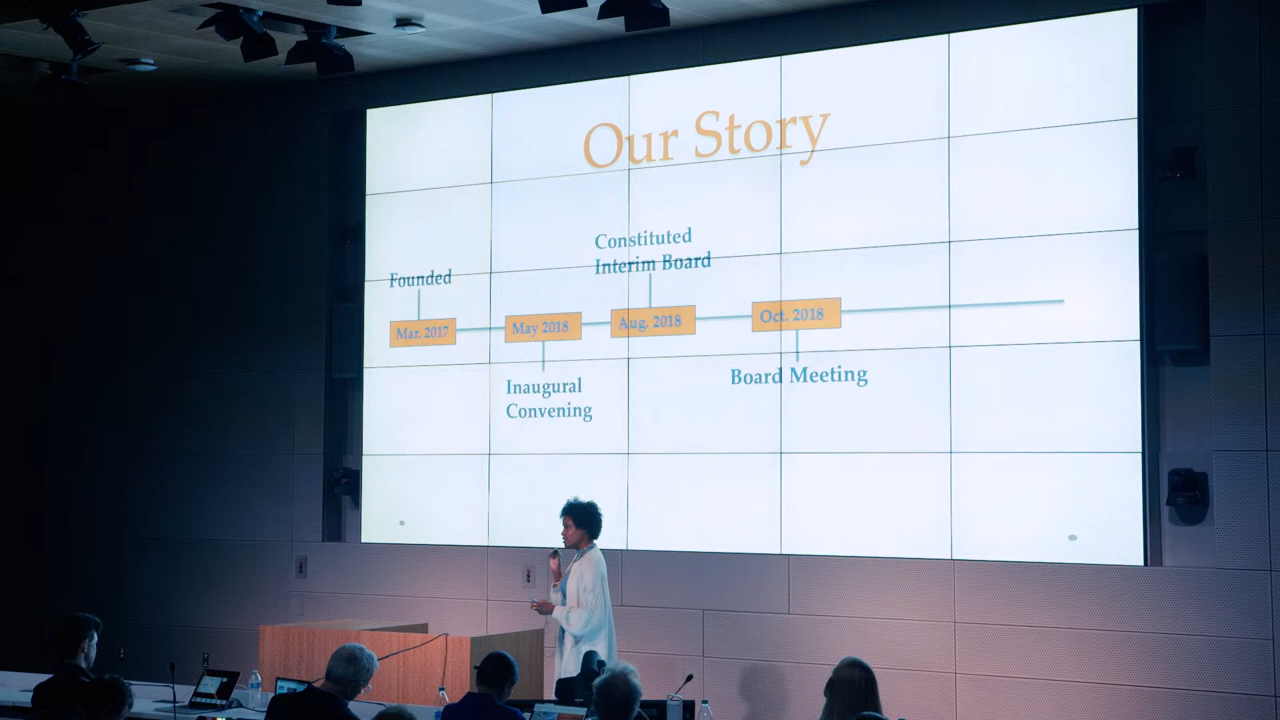 Our Story
Constituted
Interim Board
Founded
Mar. 2017
May 2018
Aug. 2018
Oct. 2018
Inaugural
Convening
Board Meeting